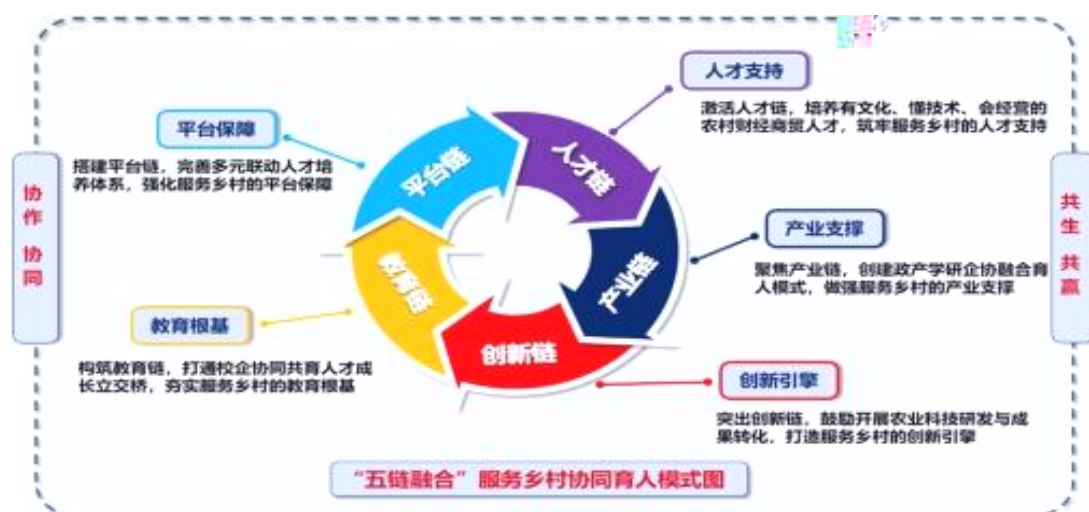 人才支持
激活人才链，培养有文化、懂技术、会经营的
农村财经商贸人才，筑牢服务乡村的人才支持
平台保障
搭建平台链，完善多元联动人才培
养体系，强化服务乡村的平台保障
平台链
人才链
产业链
创新链
教育链
协作 协同
共生 共赢
产业支撑
聚焦产业链，创建政产学研企协融合育
人模式，做强服务乡村的产业支撑
教育根基
构筑教育链，打通校企协同共育人才成
长立交桥，夯实服务乡村的教育根基
创新引擎
突出创新链，鼓励开展农业科技研发与成
果转化，打造服务乡村的创新引擎
“五链融合”服务乡村协同育人模式图